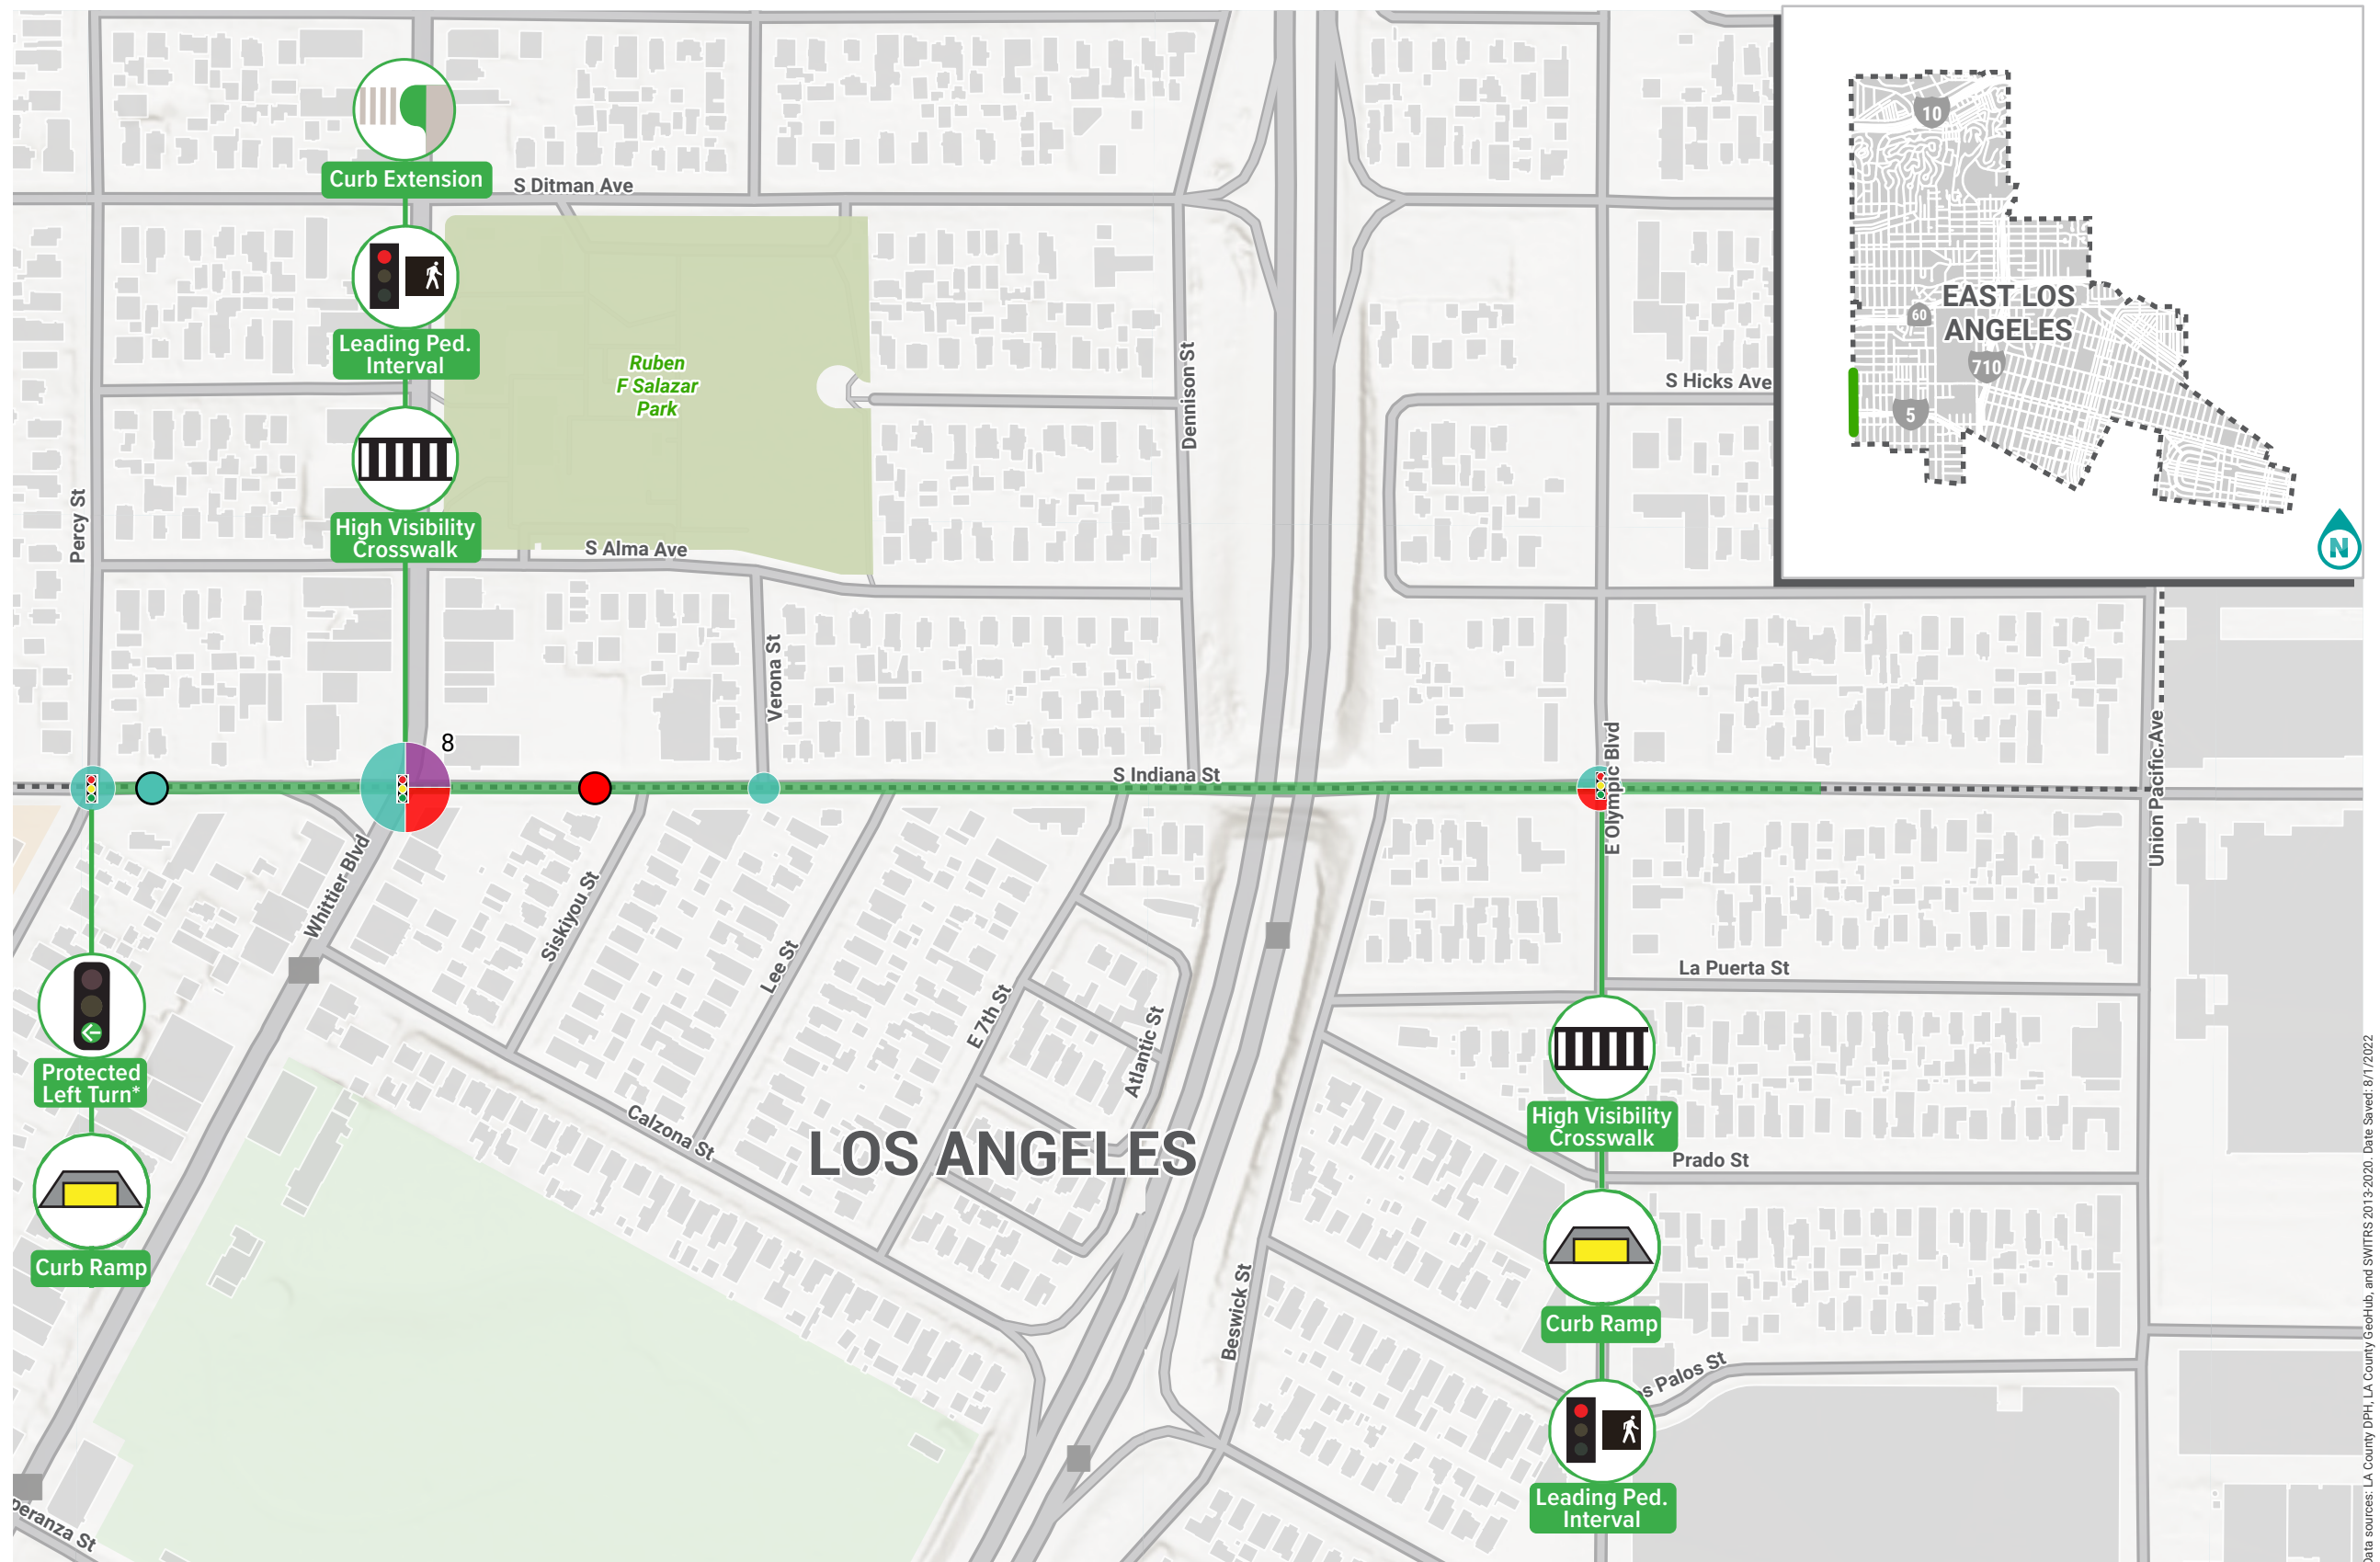 Curb Extension
S Ditman Ave
Leading Ped.
Interval
Ruben
F Salazar
Park
Dennison St
S Hicks Ave
10
EAST LOS
ANGELES
60
710
5
N
Percy St
High Visibility
Crosswalk
S Alma Ave
Verona St
8
S Indiana St
E Olympic Blvd
Union Pacific Ave
Whittier Blvd
Siskiyou St
Lee St
E 7th St
Atlantic St
La Puerta St
Protected
Left Turn*
Calzona St
LOS ANGELES
High Visibility
Crosswalk
Prado St
Curb Ramp
Beswick St
Curb Ramp
os Palos St
Leading Ped.
Interval
peranza St
Data sources: LA County DPH, LA County GeoHub, and SWITRS 2013-2020. Date Saved: 8/1/2022